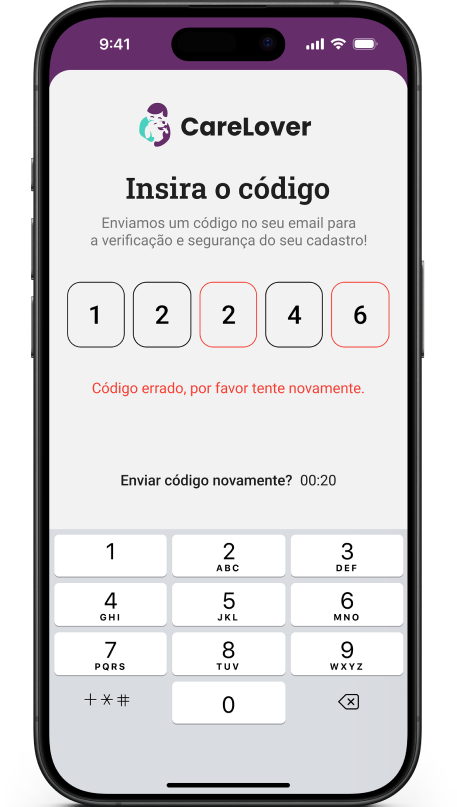 9:41
CareLover
Insira o código
Enviamos um código no seu email para
a verificação e segurança do seu cadastro!
1 2 2 4 6
Código errado, por favor tente novamente.
Enviar código novamente? 00:20
1 2 3
ABC DEF
4 5 6
GHI JKL MNO
7 8 9
PQRS TUV WXYZ
+*# 0